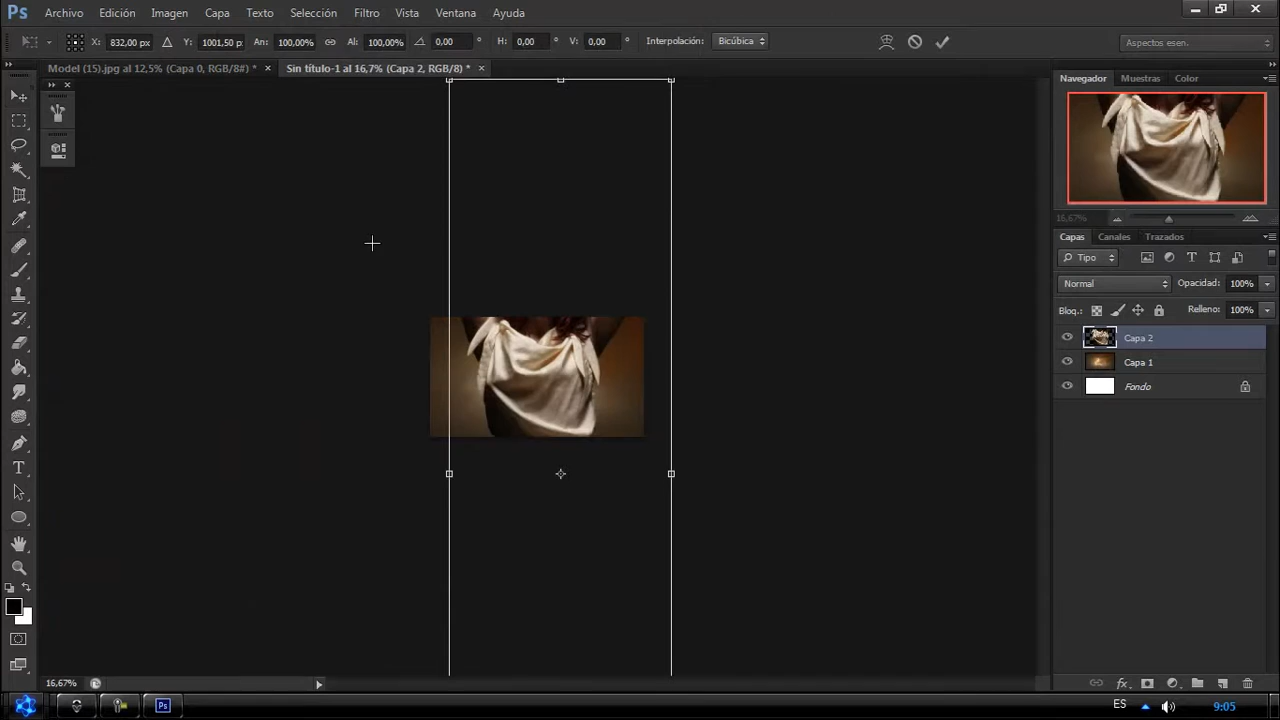 Ps Archivo Edición Imagen Capa Texto Selección Filtro Vista Ventana Ayuda
X: 832,00 px Y: 1001,50 px An: 100,00% Al: 100,00% 0,00 ° H: 0,00 ° V: 0,00 ° Interpolación: Bicúbica Aspectos esen.
Model (15).jpg al 12,5% (Capa 0, RGB/8#) * × Sin título-1 al 16,7% (Capa 2, RGB/8) * ×
Navegador Muestras Color
16,67%
Capas Canales Trazados
Tipo
Normal Opacidad: 100%
Bloq.: Relleno: 100%
Capa 2
Capa 1
Fondo
16,67%
Ps ES 9:05